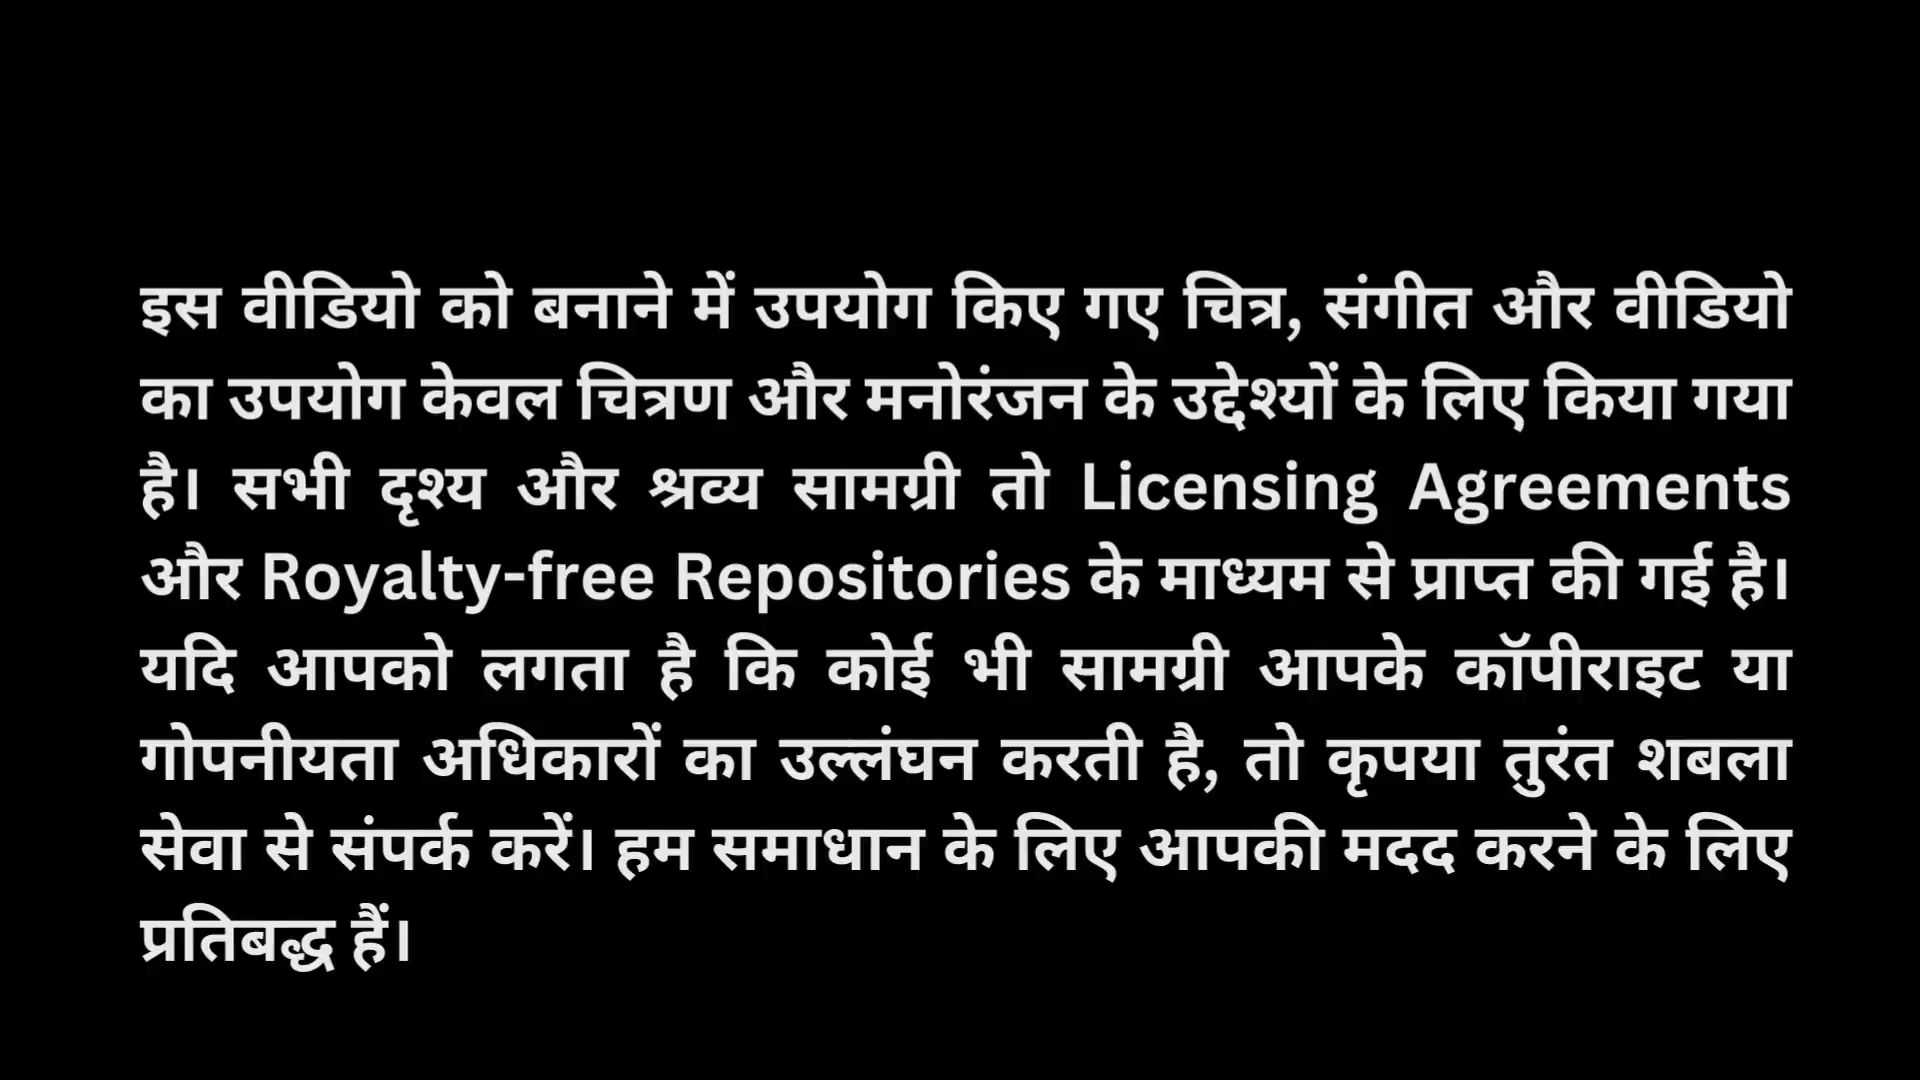 इस वीडियो को बनाने में उपयोग किए गए चित्र, संगीत और वीडियो
का उपयोग केवल चित्रण और मनोरंजन के उद्देश्यों के लिए किया गया
है। सभी दृश्य और श्रव्य सामग्री तो Licensing Agreements
और Royalty-free Repositories के माध्यम से प्राप्त की गई है।
यदि आपको लगता है कि कोई भी सामग्री आपके कॉपीराइट या
गोपनीयता अधिकारों का उल्लंघन करती है, तो कृपया तुरंत शबला
सेवा से संपर्क करें। हम समाधान के लिए आपकी मदद करने के लिए
प्रतिबद्ध हैं।